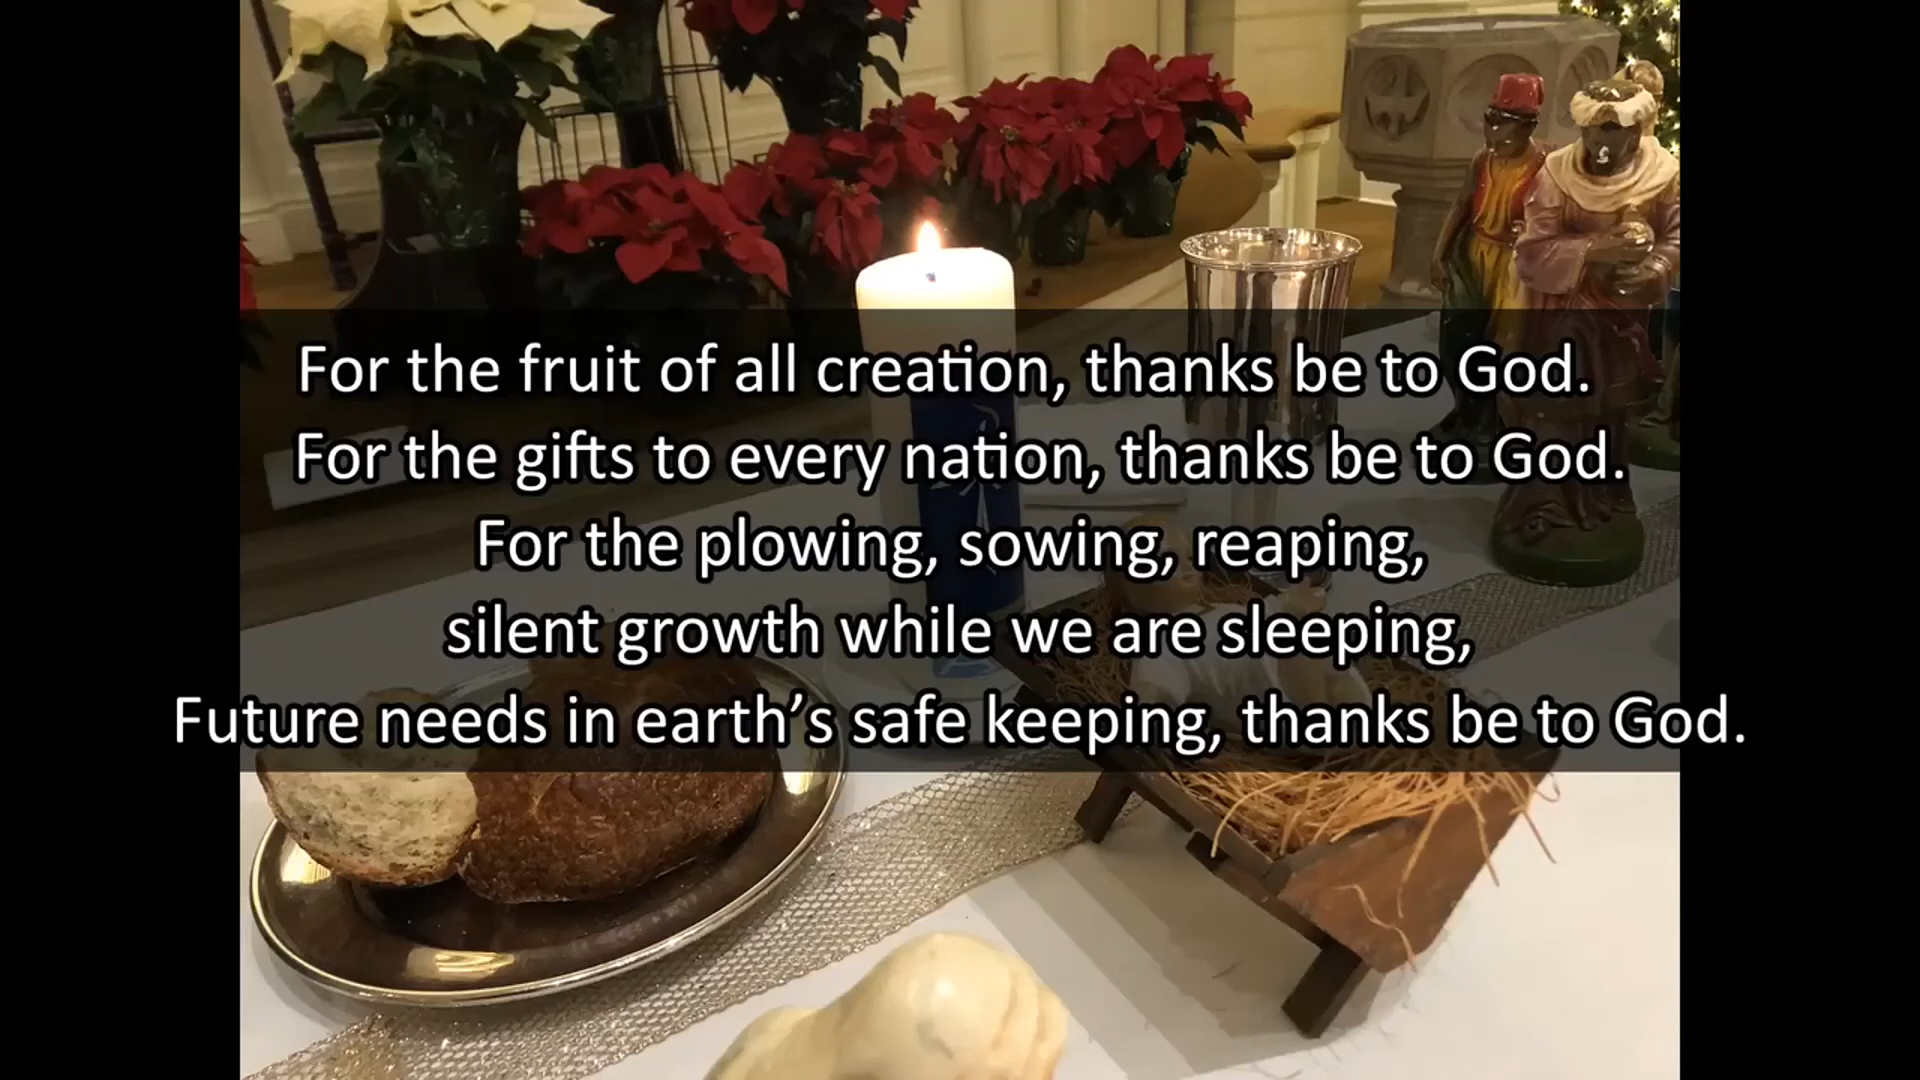 For the fruit of all creation, thanks be to God.
For the gifts to every nation, thanks be to God.
For the plowing, sowing, reaping,
silent growth while we are sleeping,
Future needs in earth’s safe keeping, thanks be to God.